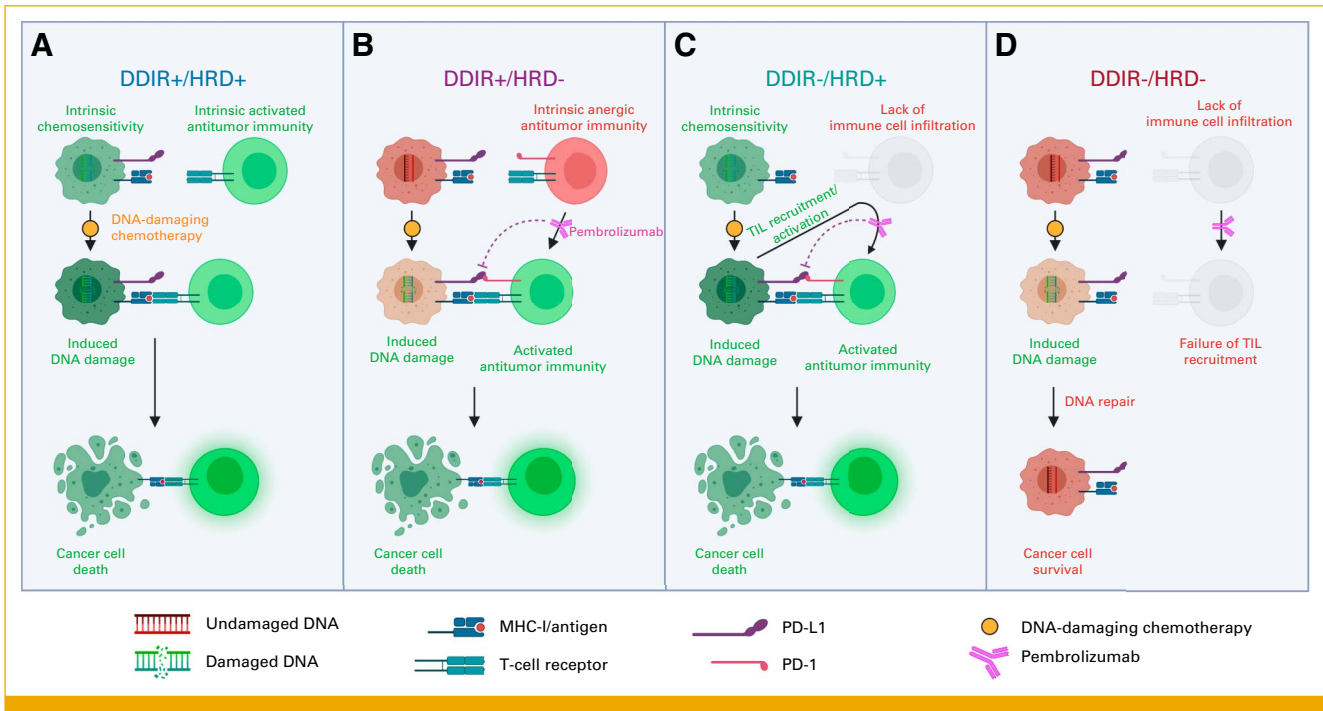 A
DDIR+/HRD+
Intrinsic
chemosensitivity
Intrinsic activated
antitumor immunity
DNA-damaging
chemotherapy
Induced
DNA damage
Cancer cell
death
B
DDIR+/HRD-
Intrinsic anergic
antitumor immunity
Pembrolizumab
Induced
DNA damage
Activated
antitumor immunity
Cancer cell
death
C
DDIR-/HRD+
Intrinsic
chemosensitivity
Lack of
immune cell infiltration
TIL recruitment/
activation
Induced
DNA damage
Activated
antitumor immunity
Cancer cell
death
D
DDIR-/HRD-
Lack of
immune cell infiltration
Induced
DNA damage
Failure of TIL
recruitment
DNA repair
Cancer cell
survival
Undamaged DNA
Damaged DNA
MHC-I/antigen
T-cell receptor
PD-L1
PD-1
DNA-damaging chemotherapy
Pembrolizumab